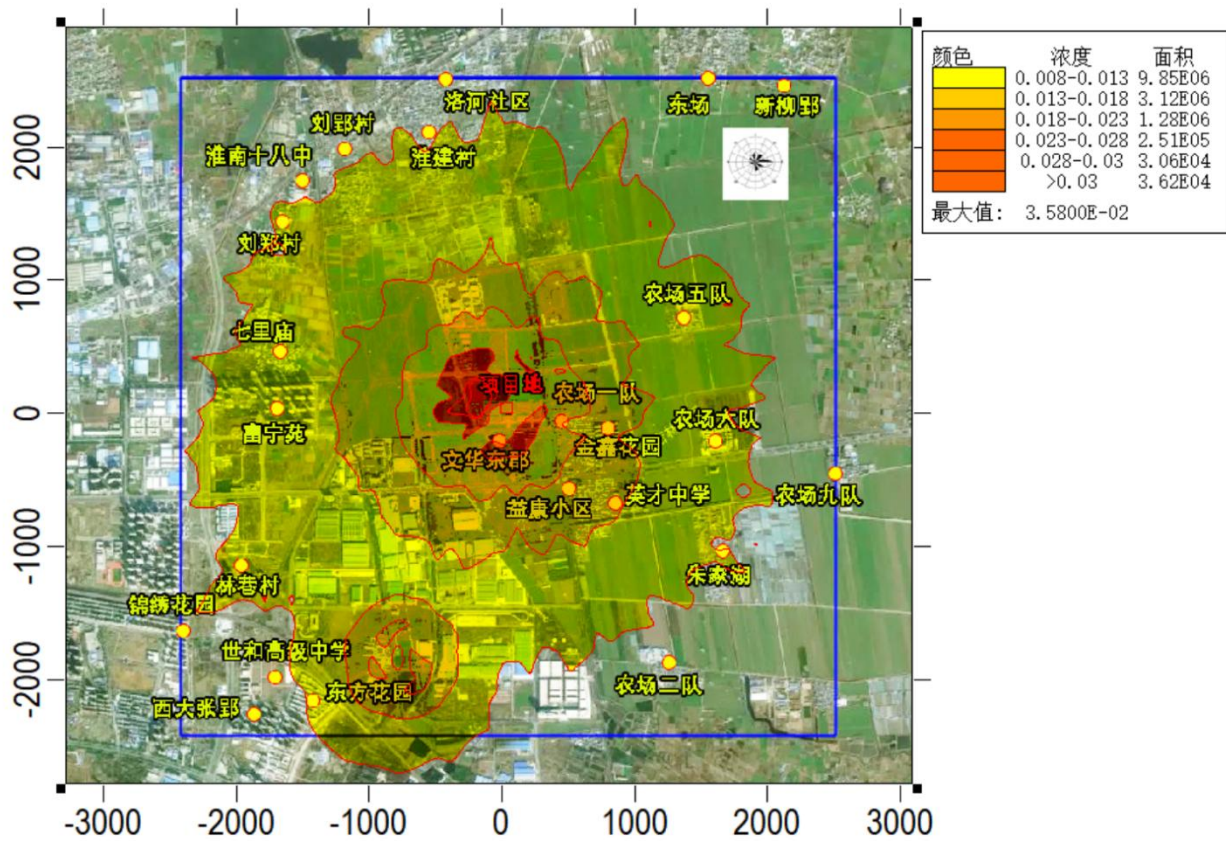 颜色 浓度 面积
0.008-0.013 9.85E06
0.013-0.018 3.12E06
0.018-0.023 1.28E06
0.023-0.028 2.51E05
0.028-0.03 3.06E04
>0.03 3.62E04
最大值: 3.5800E-02
2000
1000
0
-1000
-2000
洛河社区
东场
新柳郢
刘郢村
淮建村
淮南十八中
刘郑村
农场五队
七里庙
项目地
农场一队
富宁苑
农场六队
文华东郡
金鑫花园
益康小区
英才中学
农场九队
朱家湖
林巷村
锦绣花园
世和高级中学
东方花园
农场二队
西大张郢
-3000 -2000 -1000 0 1000 2000 3000